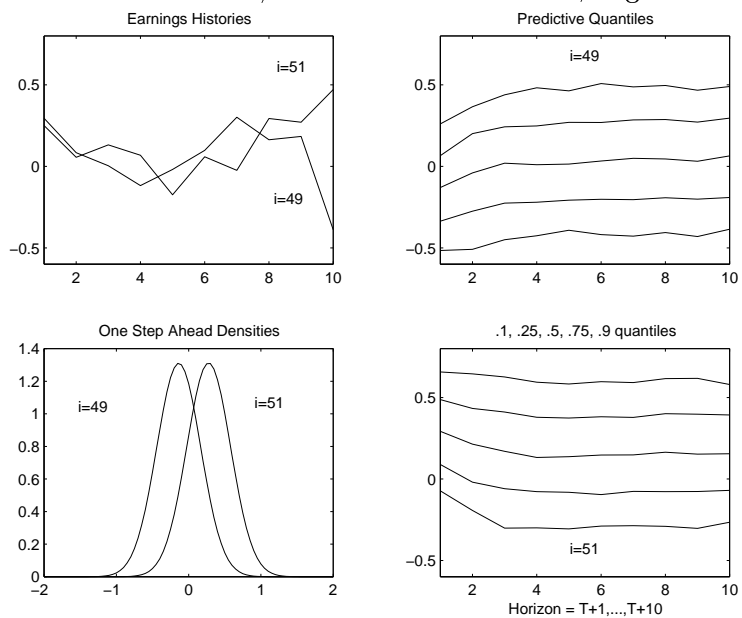 Earnings Histories
0.5
0
−0.5
2 4 6 8 10
i=51
i=49
Predictive Quantiles
0.5
0
−0.5
2 4 6 8 10
i=49
One Step Ahead Densities
1.4
1.2
1
0.8
0.6
0.4
0.2
0
−2 −1 0 1 2
i=49
i=51
.1, .25, .5, .75, .9 quantiles
0.5
0
−0.5
2 4 6 8 10
i=51
Horizon = T+1,...,T+10